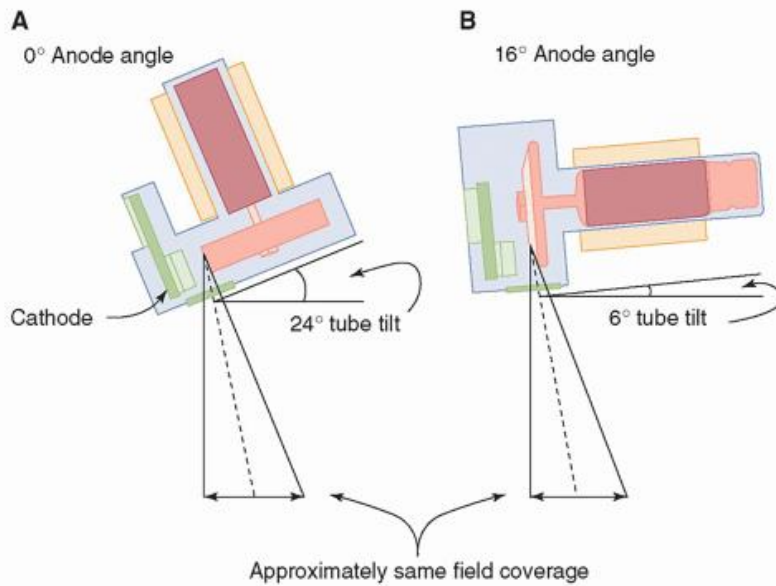 A
0° Anode angle
B
16° Anode angle
Cathode
24° tube tilt
6° tube tilt
Approximately same field coverage